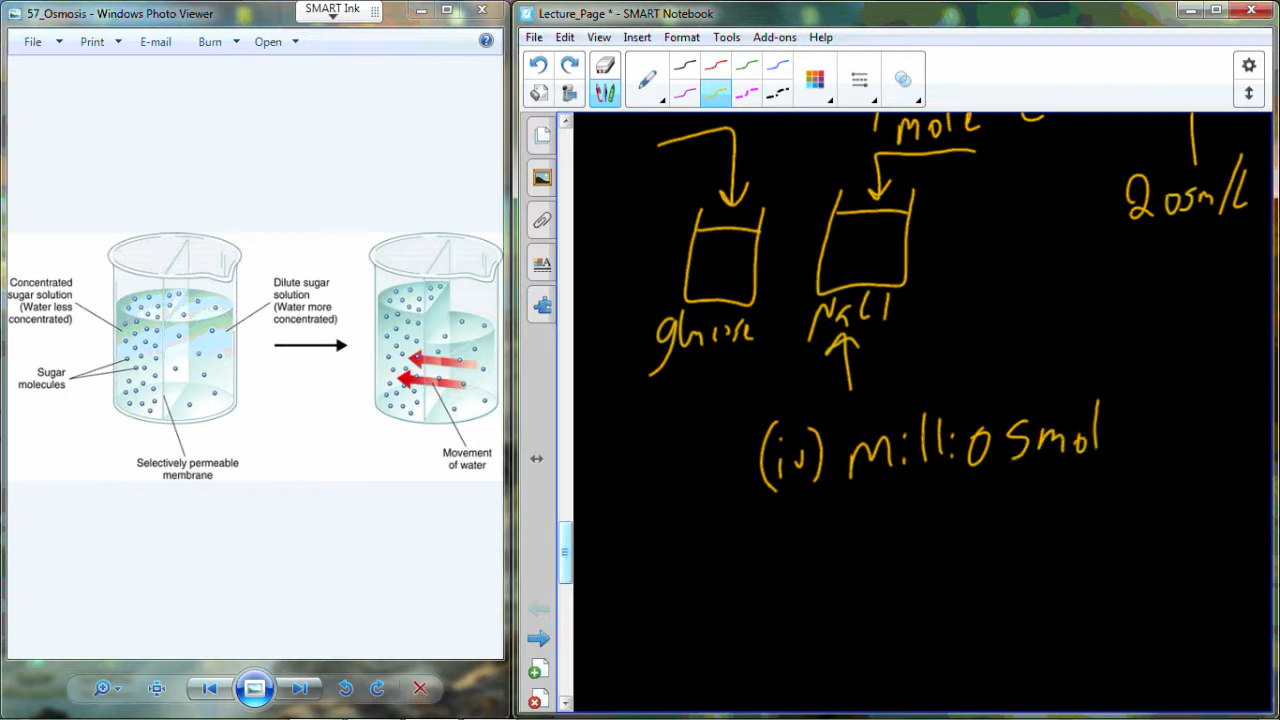 57_Osmosis - Windows Photo Viewer
SMART Ink
File Print E-mail Burn Open
Concentrated
sugar solution
(Water less
concentrated)
Dilute sugar
solution
(Water more
concentrated)
Sugar
molecules
Selectively permeable
membrane
Movement
of water
Lecture_Page * - SMART Notebook
File Edit View Insert Format Tools Add-ons Help
mole
2 osm/L
glucose
NaCl
(iv) milliosmol